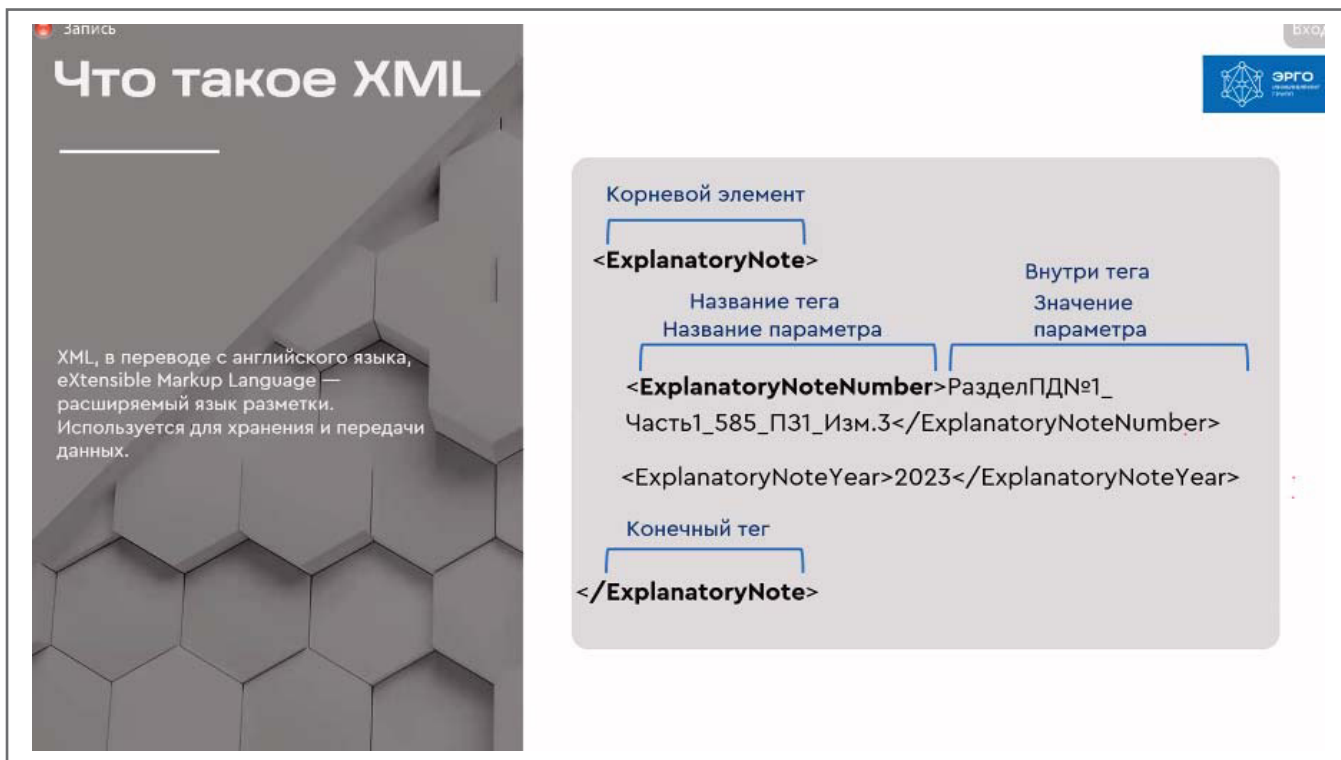 Запись
Вход
Что такое XML
ЭРГО
XML, в переводе с английского языка,
eXtensible Markup Language —
расширяемый язык разметки.
Используется для хранения и передачи
данных.
Корневой элемент
<ExplanatoryNote>
Внутри тега
Название тега
Значение
Название параметра
параметра
<ExplanatoryNoteNumber>РазделПД№1_
Часть1_585_ПЗ1_Изм.3</ExplanatoryNoteNumber>
<ExplanatoryNoteYear>2023</ExplanatoryNoteYear>
Конечный тег
</ExplanatoryNote>